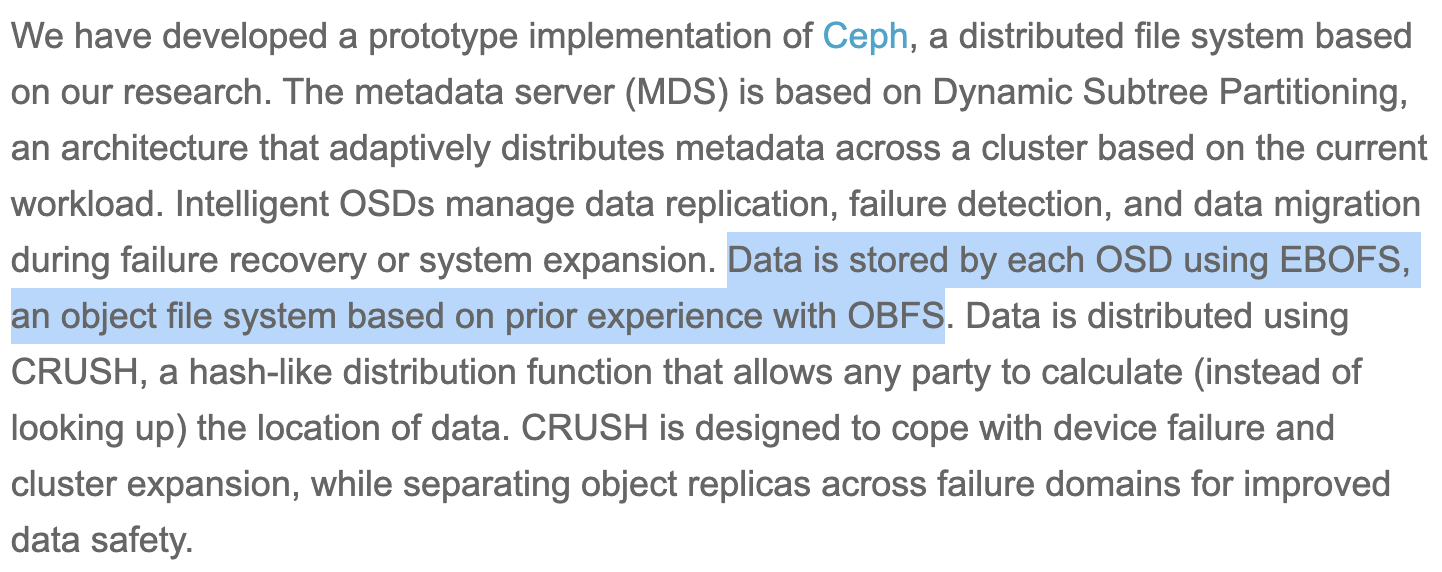 We have developed a prototype implementation of Ceph, a distributed file system based
on our research. The metadata server (MDS) is based on Dynamic Subtree Partitioning,
an architecture that adaptively distributes metadata across a cluster based on the current
workload. Intelligent OSDs manage data replication, failure detection, and data migration
during failure recovery or system expansion. Data is stored by each OSD using EBOFS,
an object file system based on prior experience with OBFS. Data is distributed using
CRUSH, a hash-like distribution function that allows any party to calculate (instead of
looking up) the location of data. CRUSH is designed to cope with device failure and
cluster expansion, while separating object replicas across failure domains for improved
data safety.